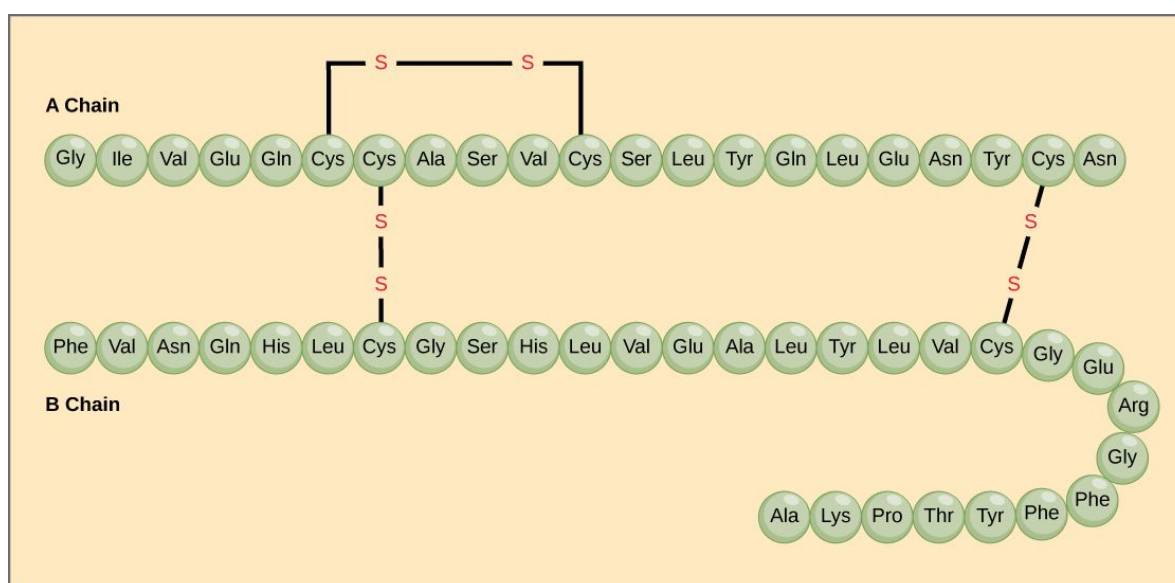 S S
A Chain
Gly Ile Val Glu Gln Cys Cys Ala Ser Val Cys Ser Leu Tyr Gln Leu Glu Asn Tyr Cys Asn
S S
S S
Phe Val Asn Gln His Leu Cys Gly Ser His Leu Val Glu Ala Leu Tyr Leu Val Cys Gly Glu
B Chain
Arg
Gly
Ala Lys Pro Thr Tyr Phe Phe